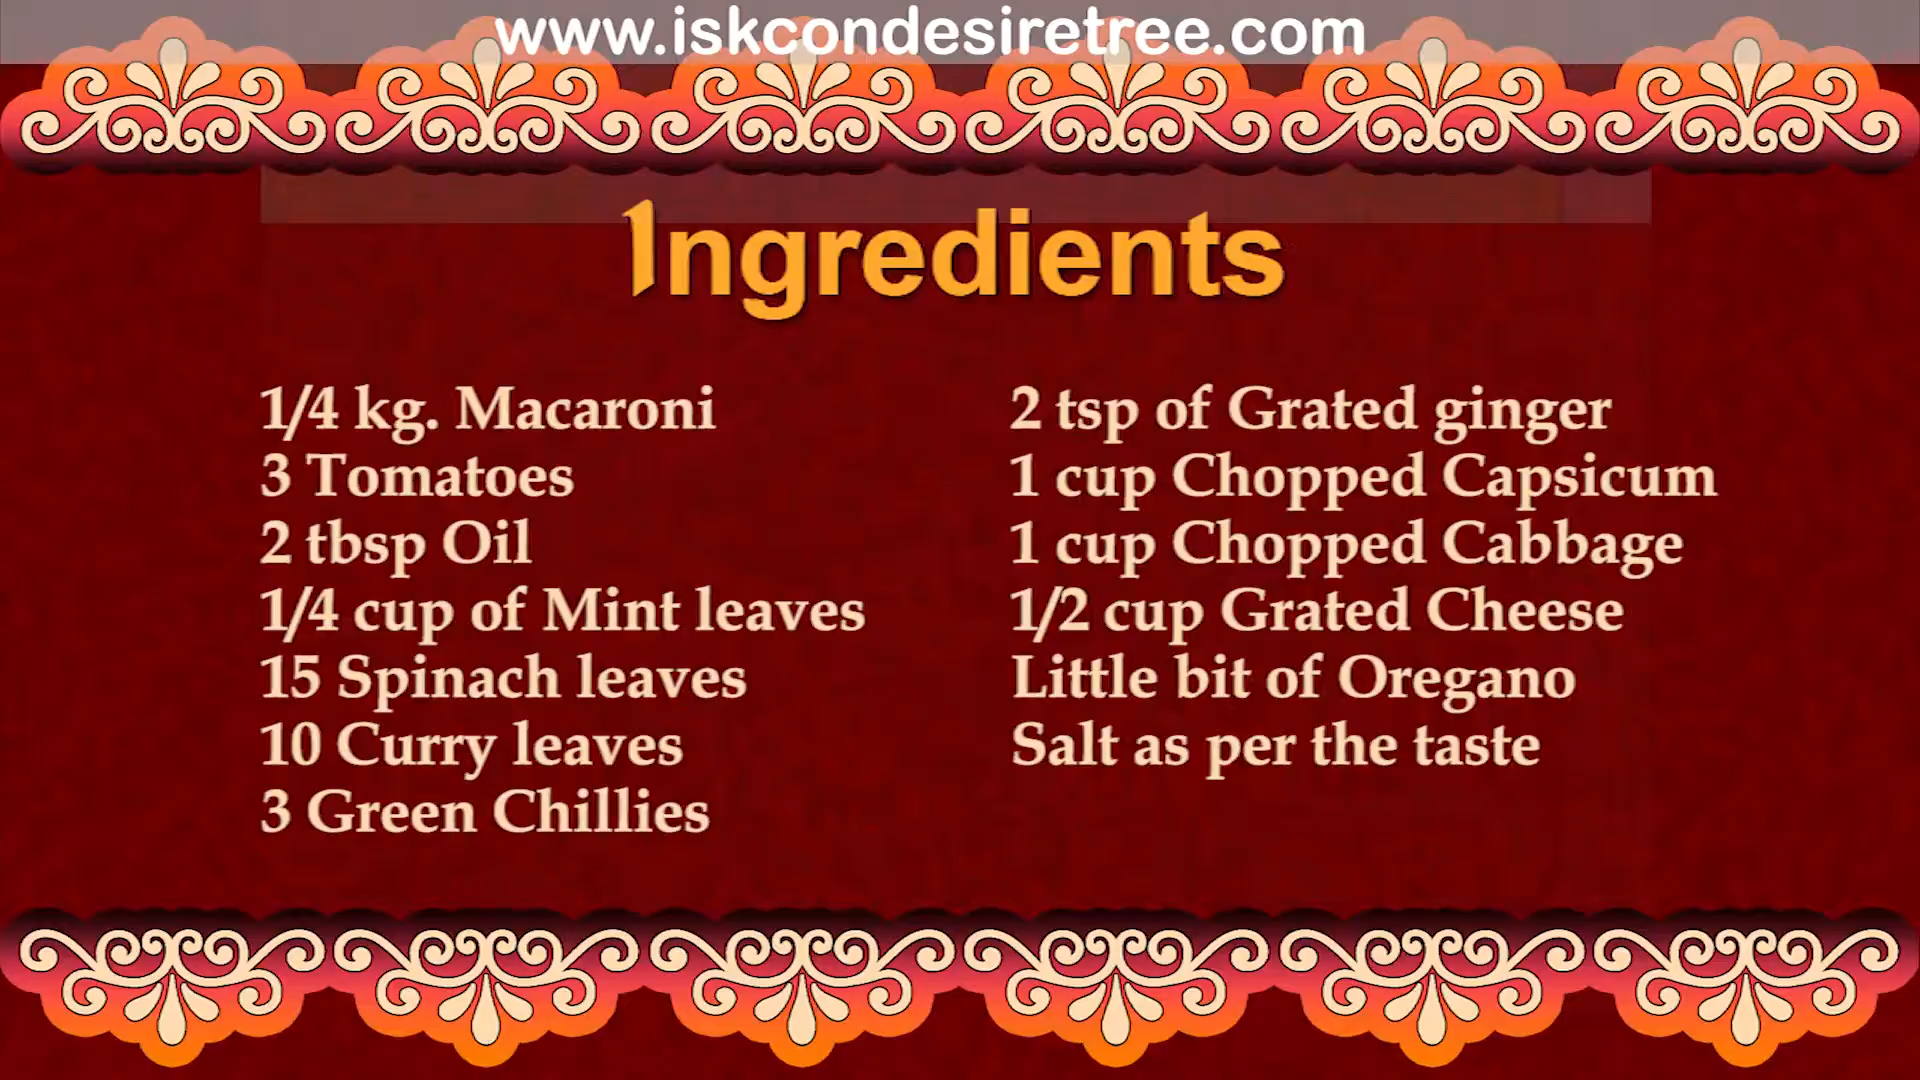 www.iskcondesiretree.com
Ingredients
1/4 kg. Macaroni
3 Tomatoes
2 tbsp Oil
1/4 cup of Mint leaves
15 Spinach leaves
10 Curry leaves
3 Green Chillies
2 tsp of Grated ginger
1 cup Chopped Capsicum
1 cup Chopped Cabbage
1/2 cup Grated Cheese
Little bit of Oregano
Salt as per the taste